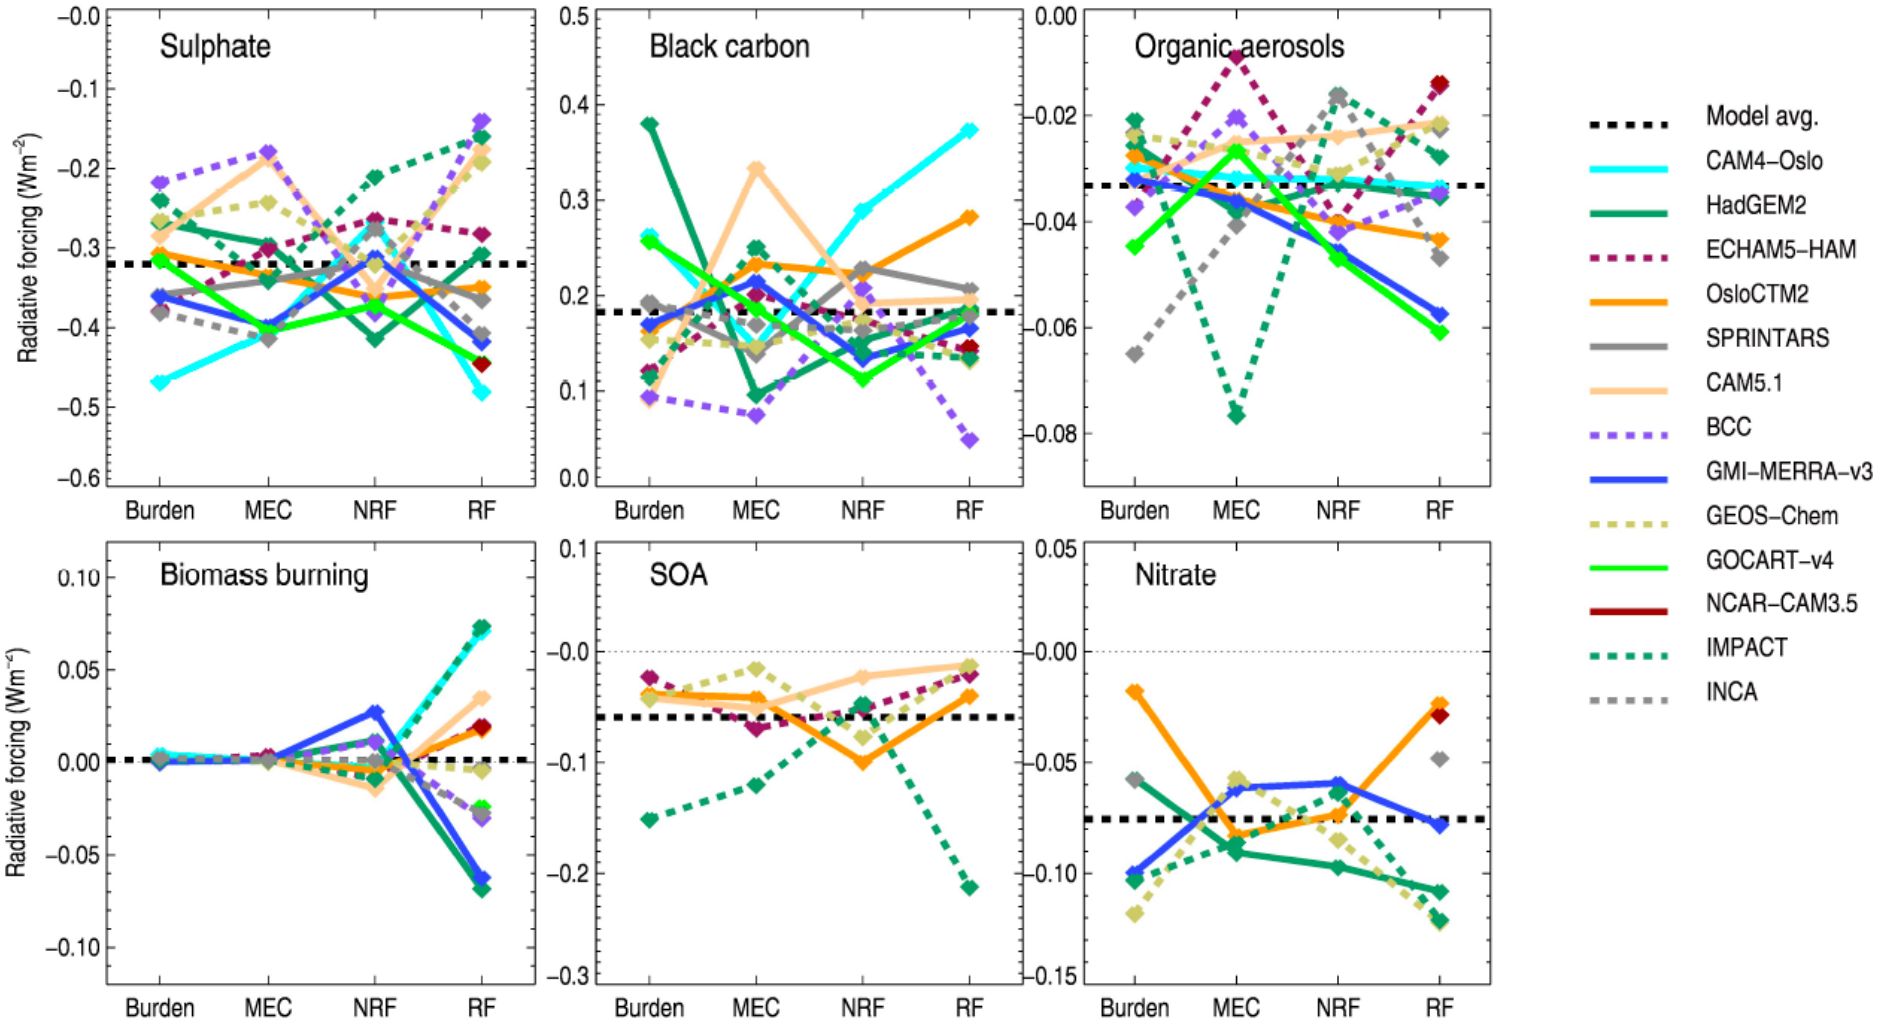 Sulphate
Black carbon
Organic aerosols
Radiative forcing (Wm−2)
−0.0
−0.1
−0.2
−0.3
−0.4
−0.5
−0.6
Burden MEC NRF RF
0.5
0.4
0.3
0.2
0.1
0.0
Burden MEC NRF RF
0.00
−0.02
−0.04
−0.06
−0.08
Burden MEC NRF RF
Biomass burning
SOA
Nitrate
Radiative forcing (Wm−2)
0.10
0.05
0.00
−0.05
−0.10
Burden MEC NRF RF
0.1
−0.0
−0.1
−0.2
−0.3
Burden MEC NRF RF
0.05
−0.00
−0.05
−0.10
−0.15
Burden MEC NRF RF
Model avg.
CAM4−Oslo
HadGEM2
ECHAM5−HAM
OsloCTM2
SPRINTARS
CAM5.1
BCC
GMI−MERRA−v3
GEOS−Chem
GOCART−v4
NCAR−CAM3.5
IMPACT
INCA